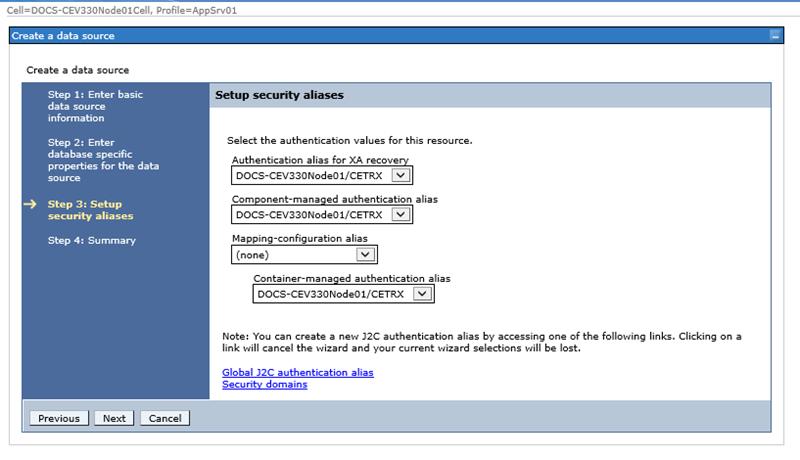 Cell=DOCS-CEV330Node01Cell, Profile=AppSrv01
Create a data source
Create a data source
Step 1: Enter basic
data source
information
Step 2: Enter
database specific
properties for the data
source
Step 3: Setup
security aliases
Step 4: Summary
Setup security aliases
Select the authentication values for this resource.
Authentication alias for XA recovery
DOCS-CEV330Node01/CETRX
Component-managed authentication alias
DOCS-CEV330Node01/CETRX
Mapping-configuration alias
(none)
Container-managed authentication alias
DOCS-CEV330Node01/CETRX
Note: You can create a new J2C authentication alias by accessing one of the following links. Clicking on a
link will cancel the wizard and your current wizard selections will be lost.
Global J2C authentication alias
Security domains
Previous Next Cancel